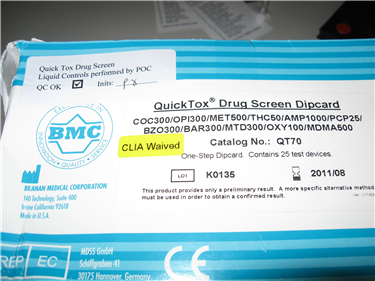 Quick Tox Drug Screen
Liquid Controls performed by POC
QC OK ☑ Inits:
BMC
INNOVATION · QUALITY · SERVICE
BRANAN MEDICAL CORPORATION
140 Technology, Suite 400
Irvine California 92618
Made in U.S.A.
QuickTox® Drug Screen Dipcard
COC300/OPI300/MET500/THC50/AMP1000/PCP25/
BZO300/BAR300/MTD300/OXY100/MDMA500
CLIA Waived
Catalog No.: QT70
One-Step Dipcard. Contains 25 test devices.
LOT K0135 2011/08
This product provides only a preliminary result. A more specific alternative method
must be used in order to obtain a confirmed result.
REP EC
MDSS GmbH
Schiffgraben 41
30175 Hannover, Germany